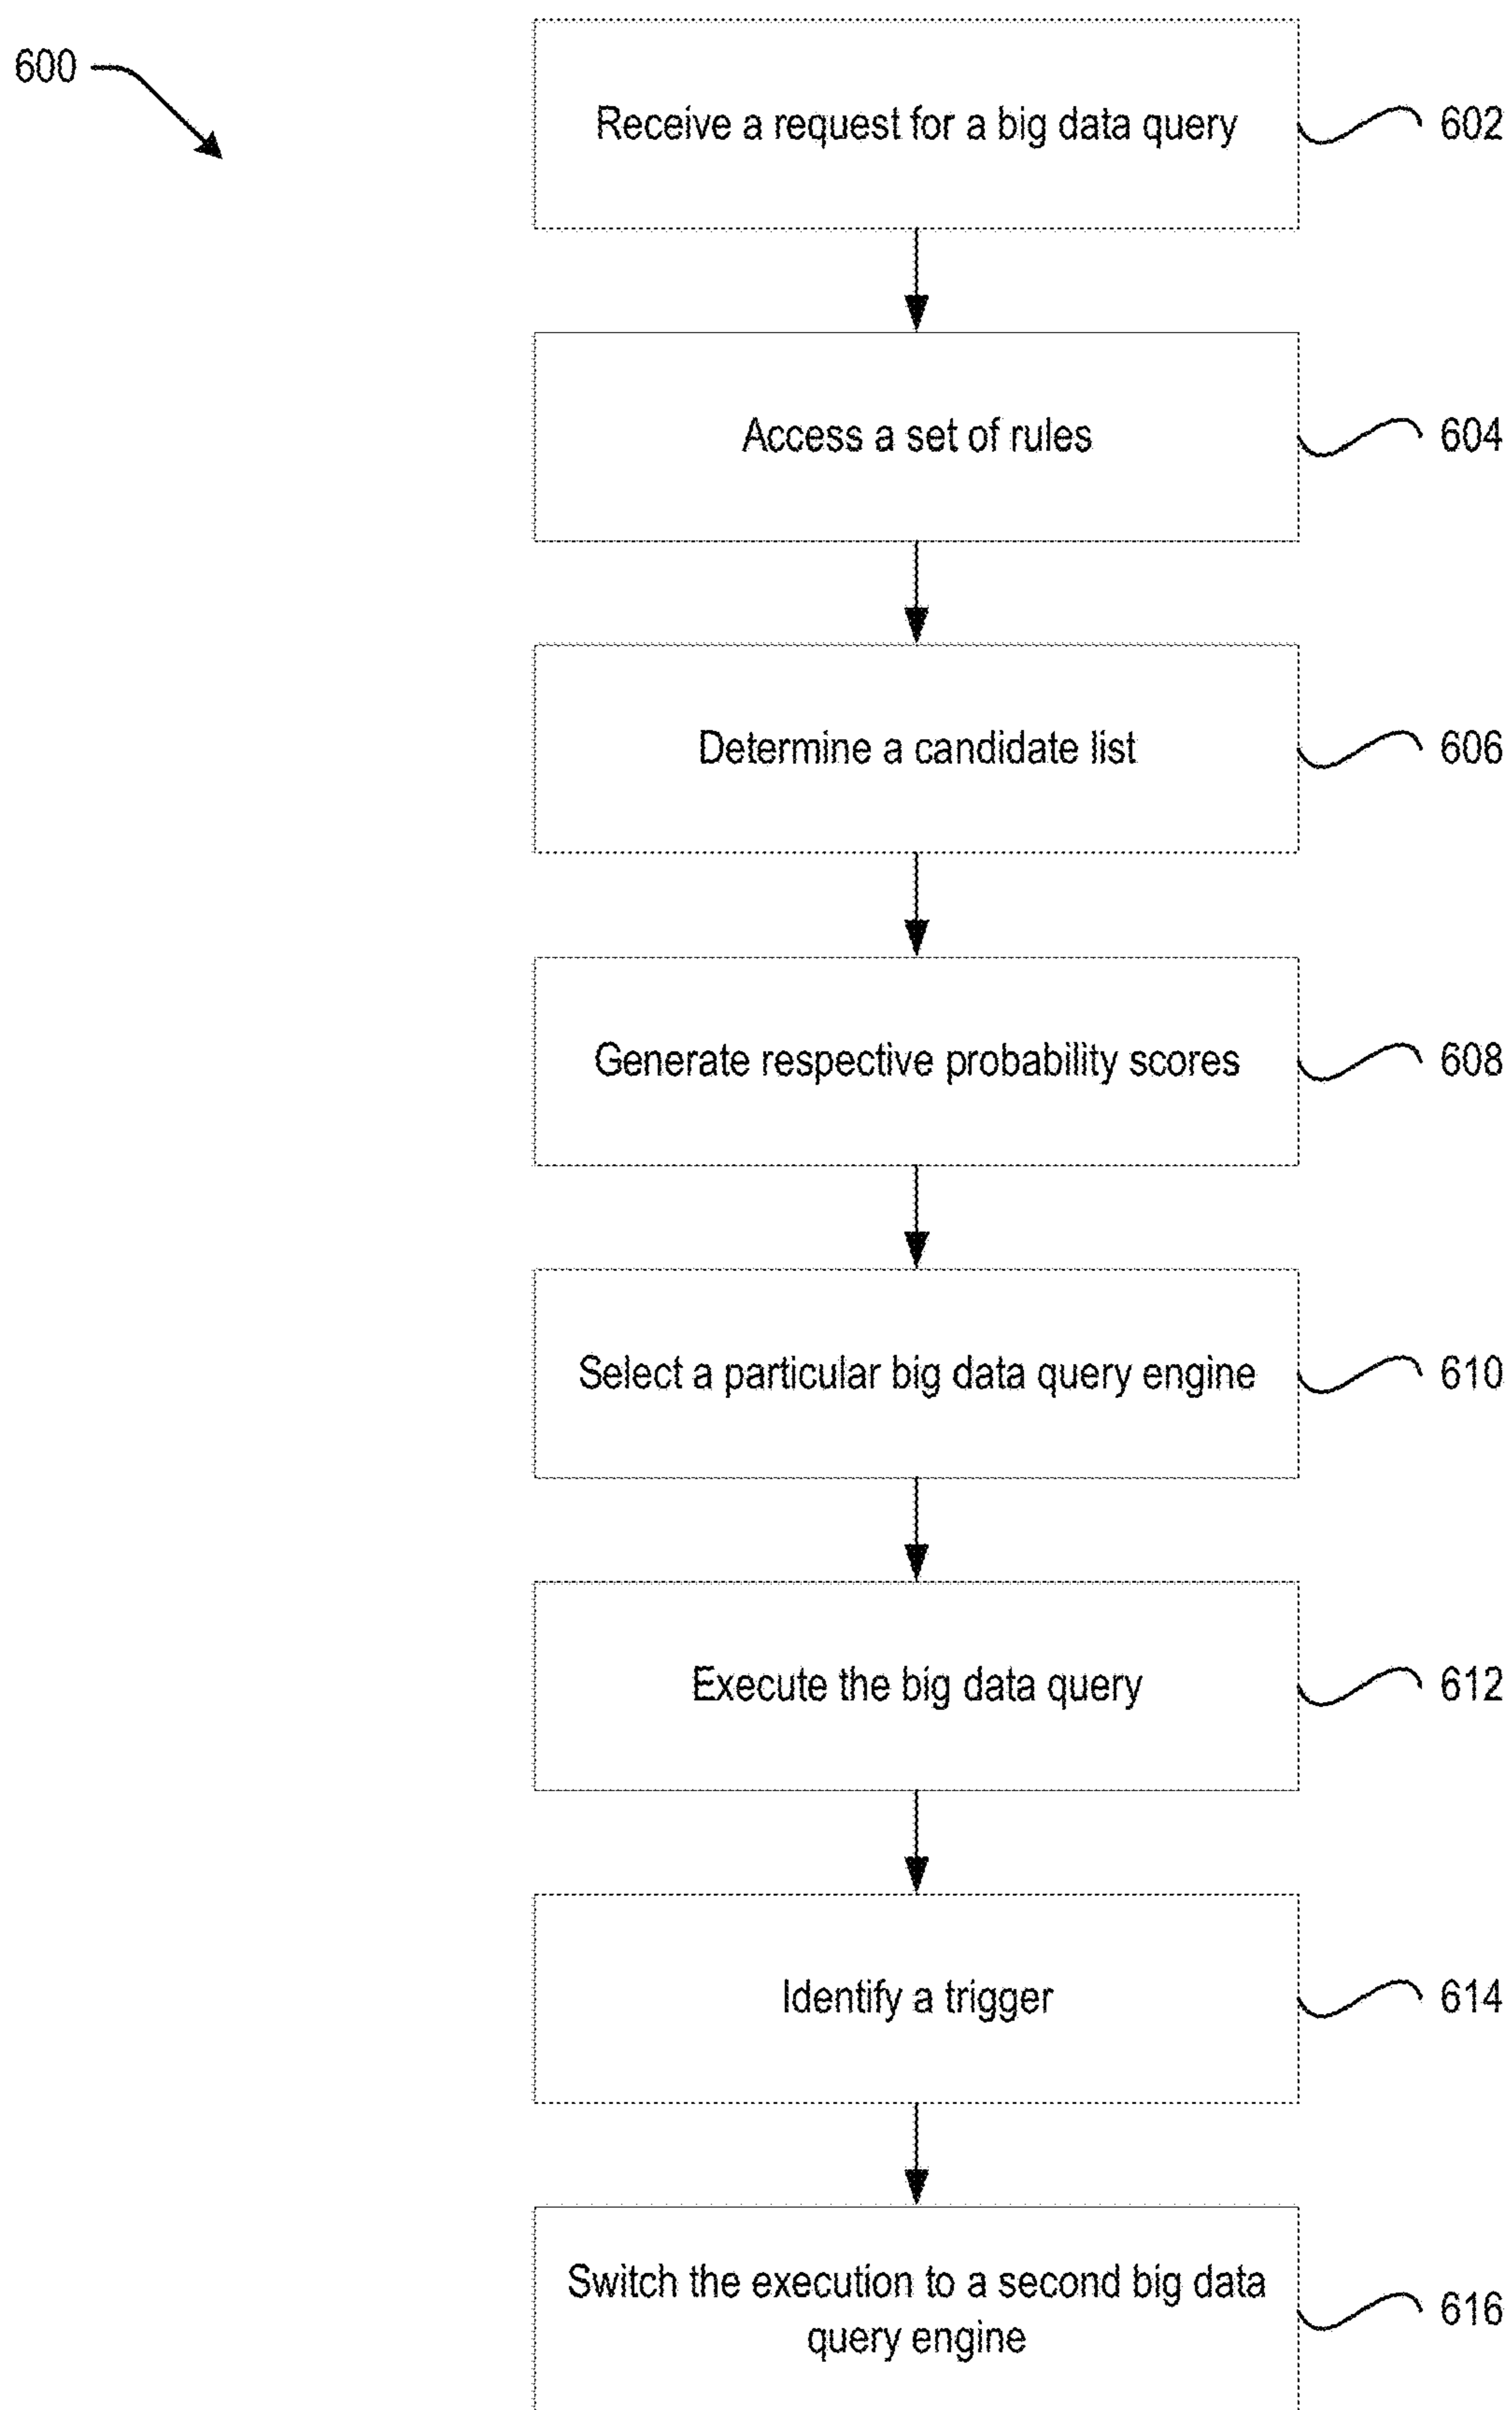 600
Receive a request for a big data query
602
Access a set of rules
604
Determine a candidate list
606
Generate respective probability scores
608
Select a particular big data query engine
610
Execute the big data query
612
Identify a trigger
614
Switch the execution to a second big data
query engine
616